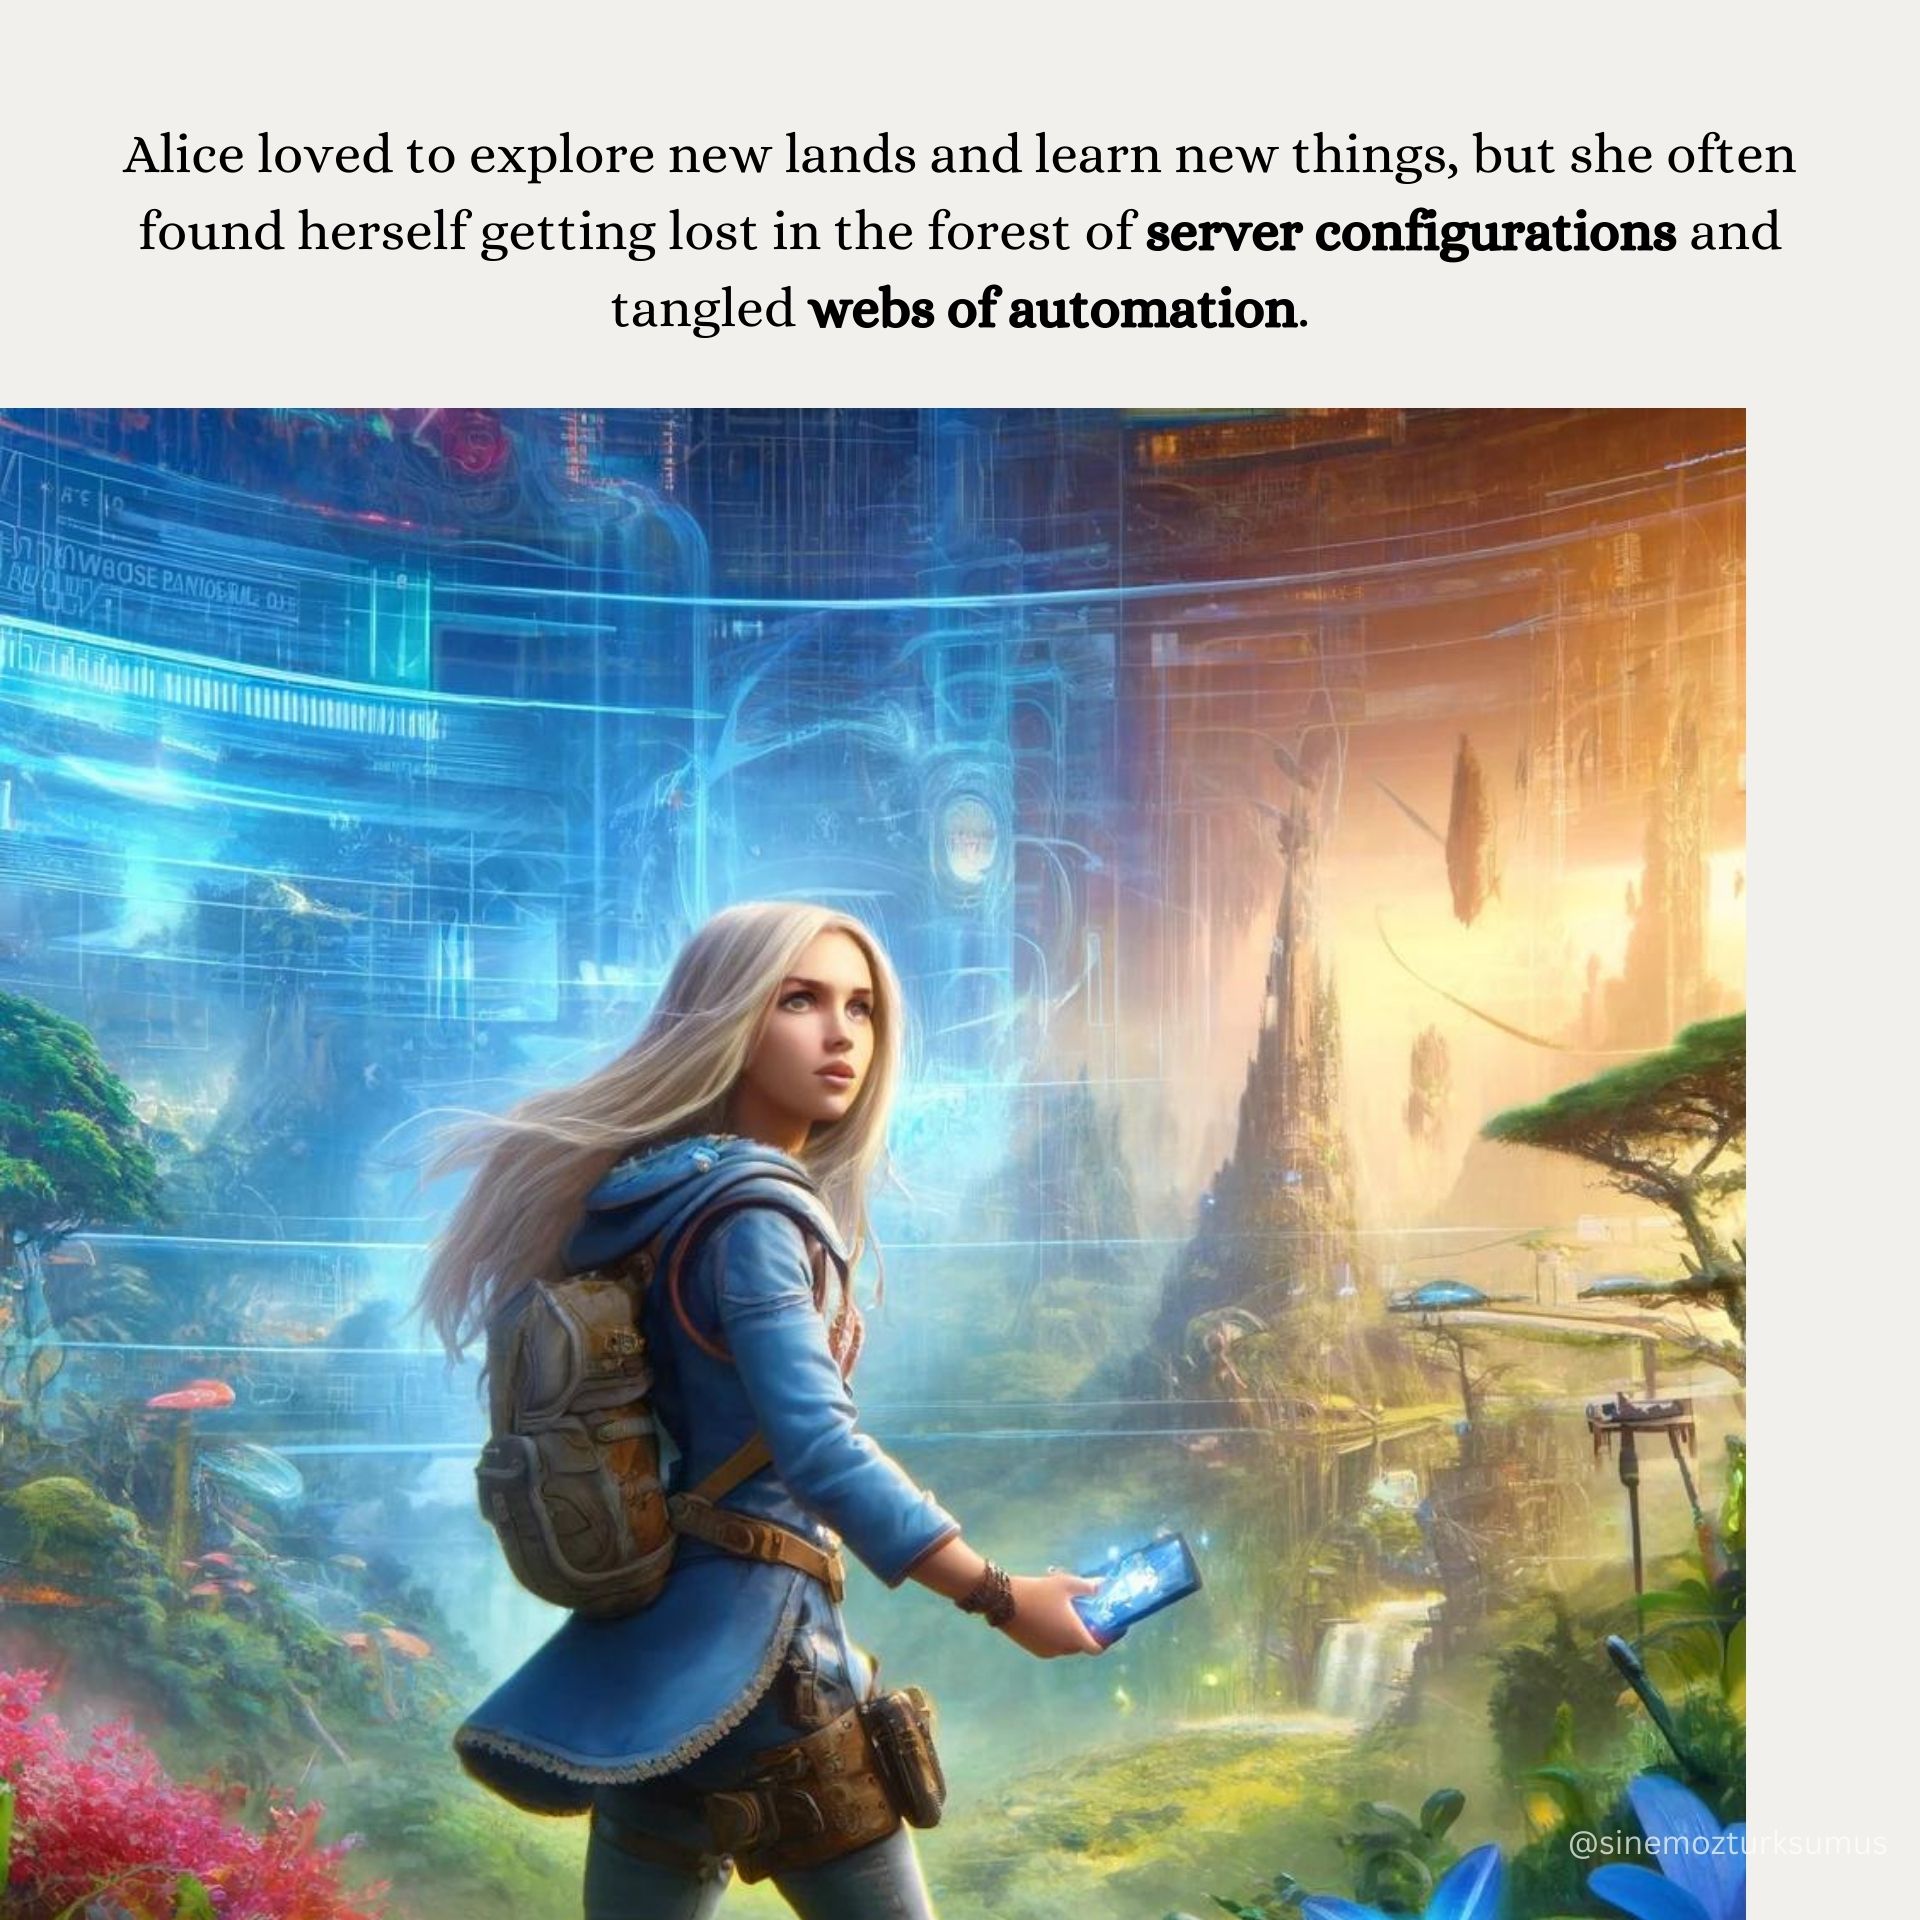 Alice loved to explore new lands and learn new things, but she often
found herself getting lost in the forest of server configurations and
tangled webs of automation.
@sinemozturksumus